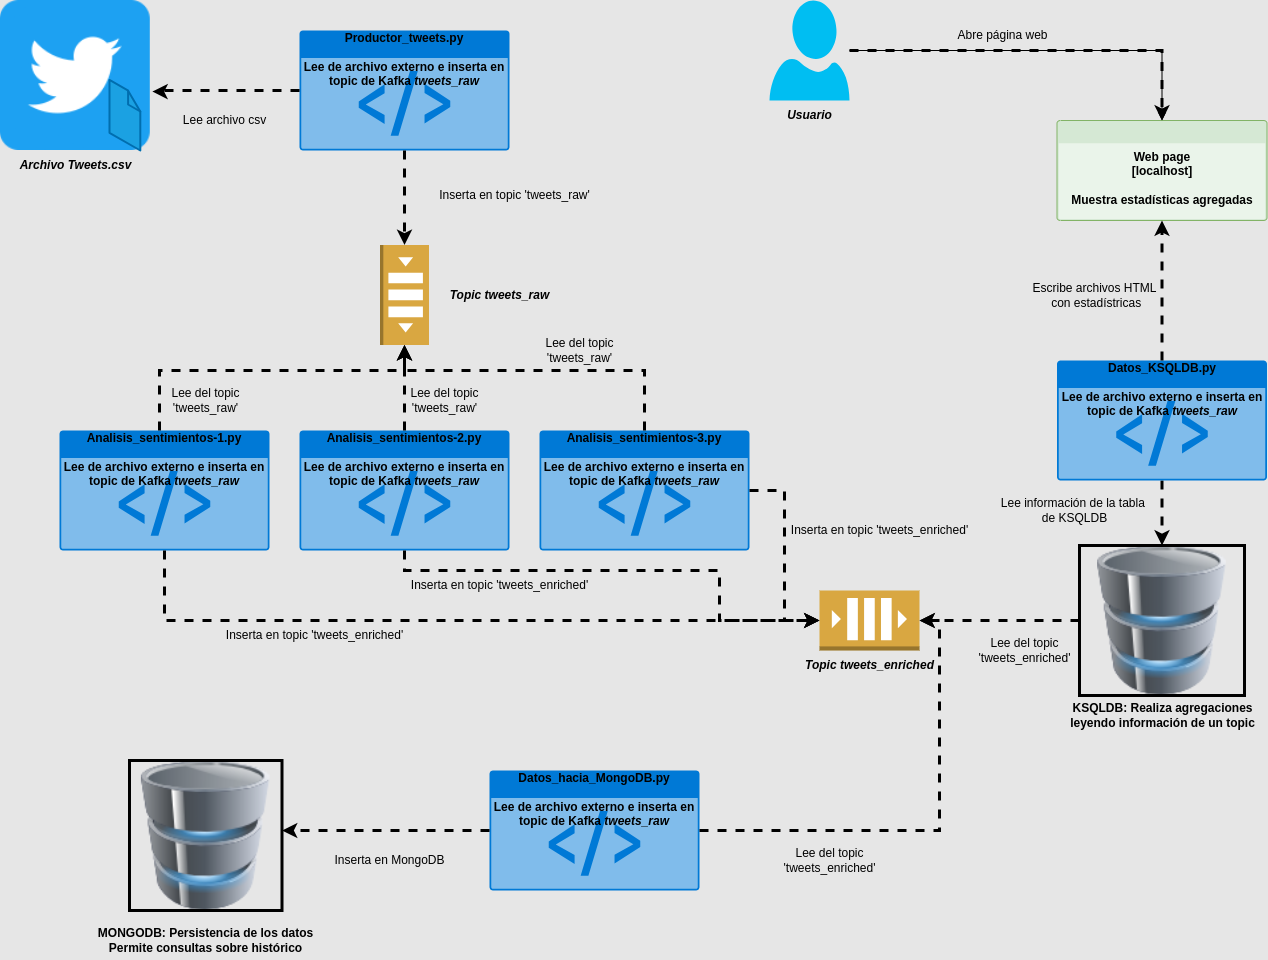 Productor_tweets.py
Lee de archivo externo e inserta en
topic de Kafka tweets_raw
Lee archivo csv
Archivo Tweets.csv
Abre página web
Usuario
Web page
[localhost]
Muestra estadísticas agregadas
Inserta en topic 'tweets_raw'
Topic tweets_raw
Escribe archivos HTML
con estadístricas
Lee del topic
'tweets_raw'
Lee del topic
'tweets_raw'
Lee del topic
'tweets_raw'
Datos_KSQLDB.py
Lee de archivo externo e inserta en
topic de Kafka tweets_raw
Analisis_sentimientos-1.py
Lee de archivo externo e inserta en
topic de Kafka tweets_raw
Analisis_sentimientos-2.py
Lee de archivo externo e inserta en
topic de Kafka tweets_raw
Analisis_sentimientos-3.py
Lee de archivo externo e inserta en
topic de Kafka tweets_raw
Lee información de la tabla
de KSQLDB
Inserta en topic 'tweets_enriched'
Inserta en topic 'tweets_enriched'
Inserta en topic 'tweets_enriched'
Topic tweets_enriched
Lee del topic
'tweets_enriched'
KSQLDB: Realiza agregaciones
leyendo información de un topic
Datos_hacia_MongoDB.py
Lee de archivo externo e inserta en
topic de Kafka tweets_raw
Inserta en MongoDB
Lee del topic
'tweets_enriched'
MONGODB: Persistencia de los datos
Permite consultas sobre histórico